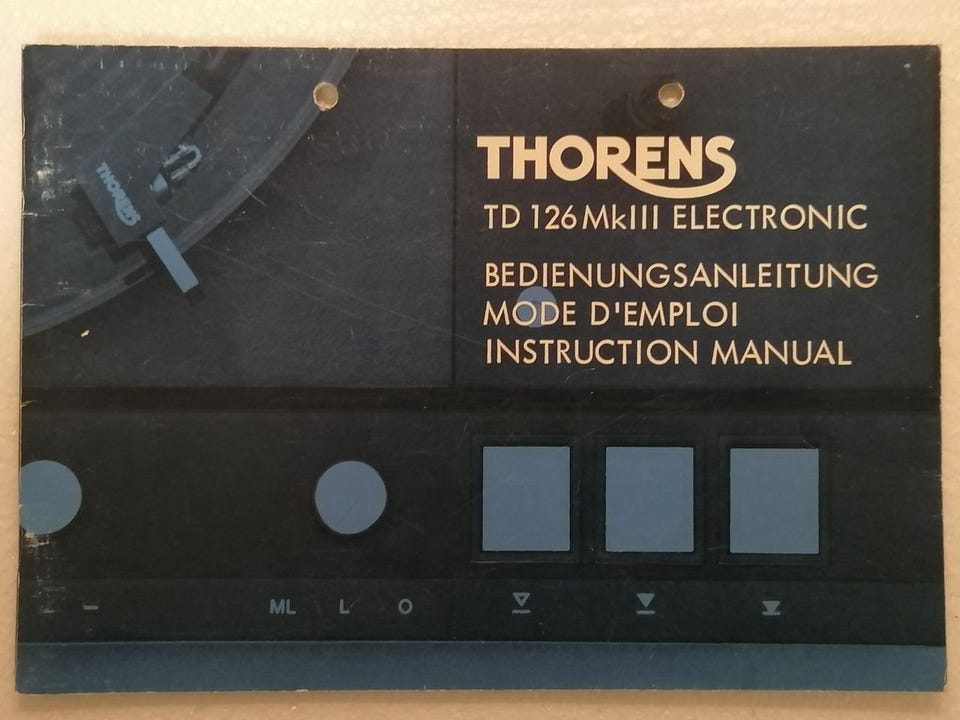 THORENS
THORENS
TD 126 MkIII ELECTRONIC
BEDIENUNGSANLEITUNG
MODE D'EMPLOI
INSTRUCTION MANUAL
- ML L O